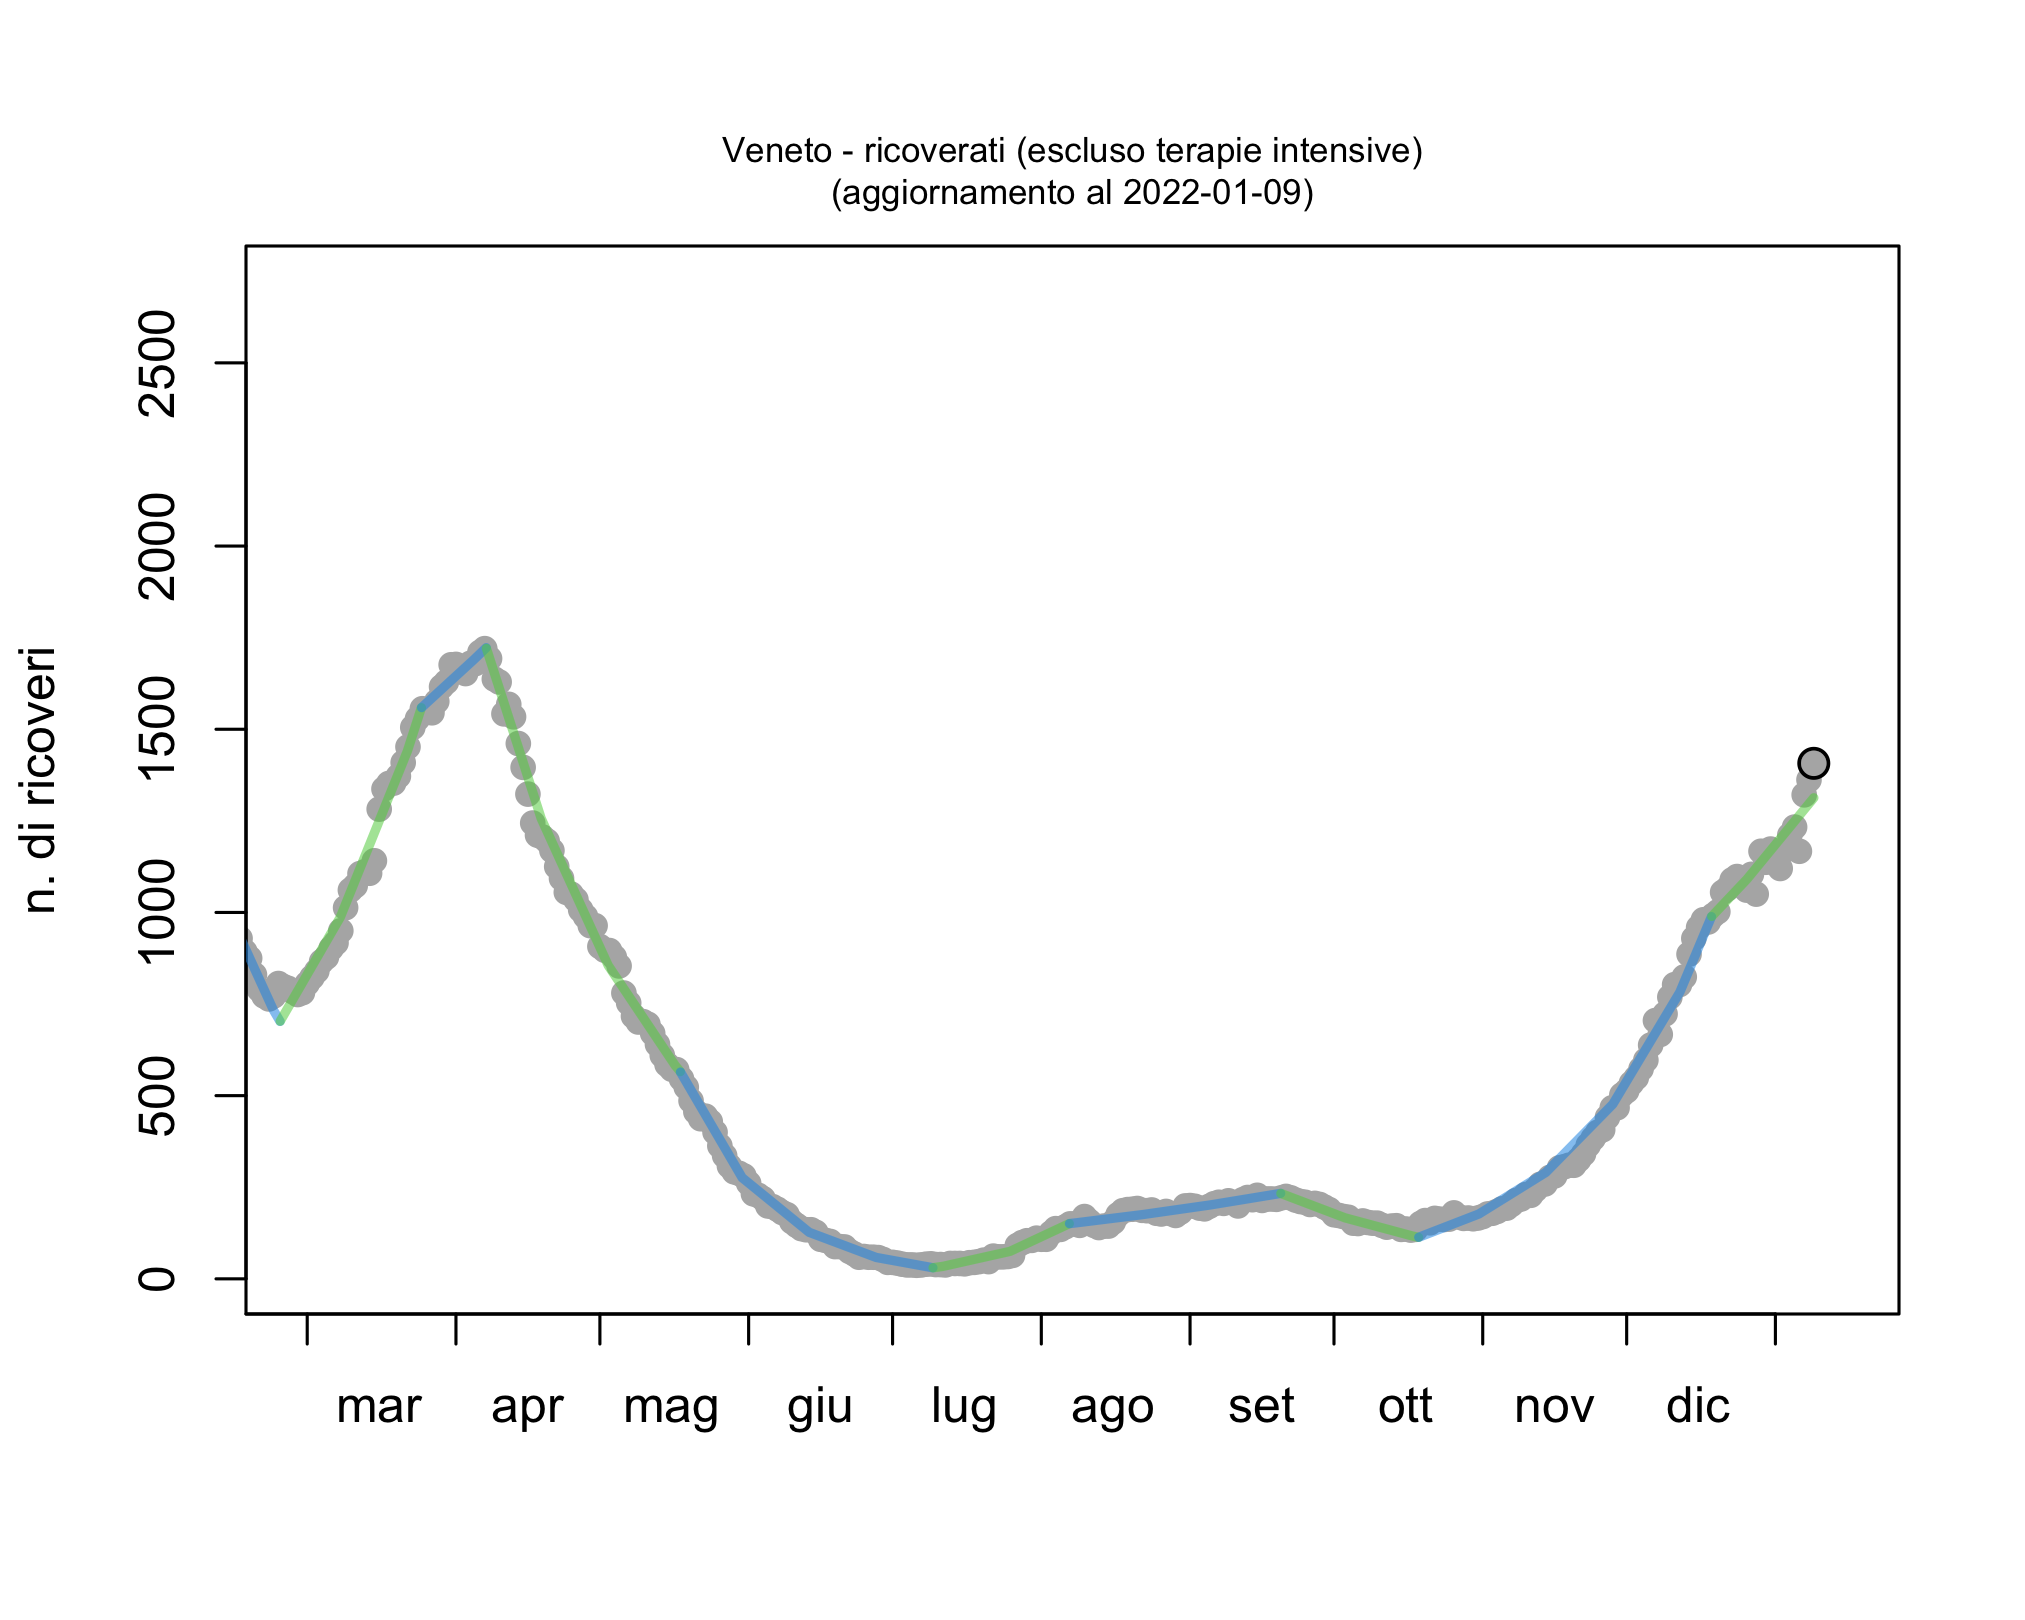 Veneto - ricoverati (escluso terapie intensive)
(aggiornamento al 2022-01-09)
n. di ricoveri
2500
2000
1500
1000
500
0
mar apr mag giu lug ago set ott nov dic